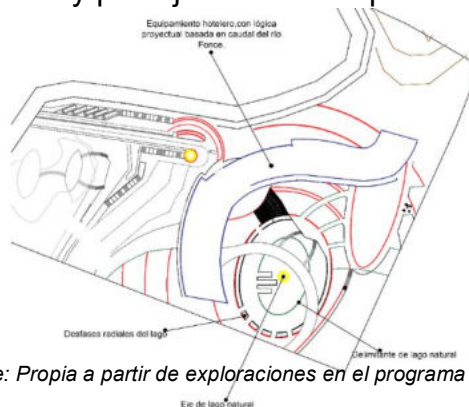 Equipamiento hotelero,con lógica
proyectual basada en caudal del río
Fonce.
Desfases radiales del lago
Delimitante de lago natural
: Propia a partir de exploraciones en el programa
Eje de lago natural